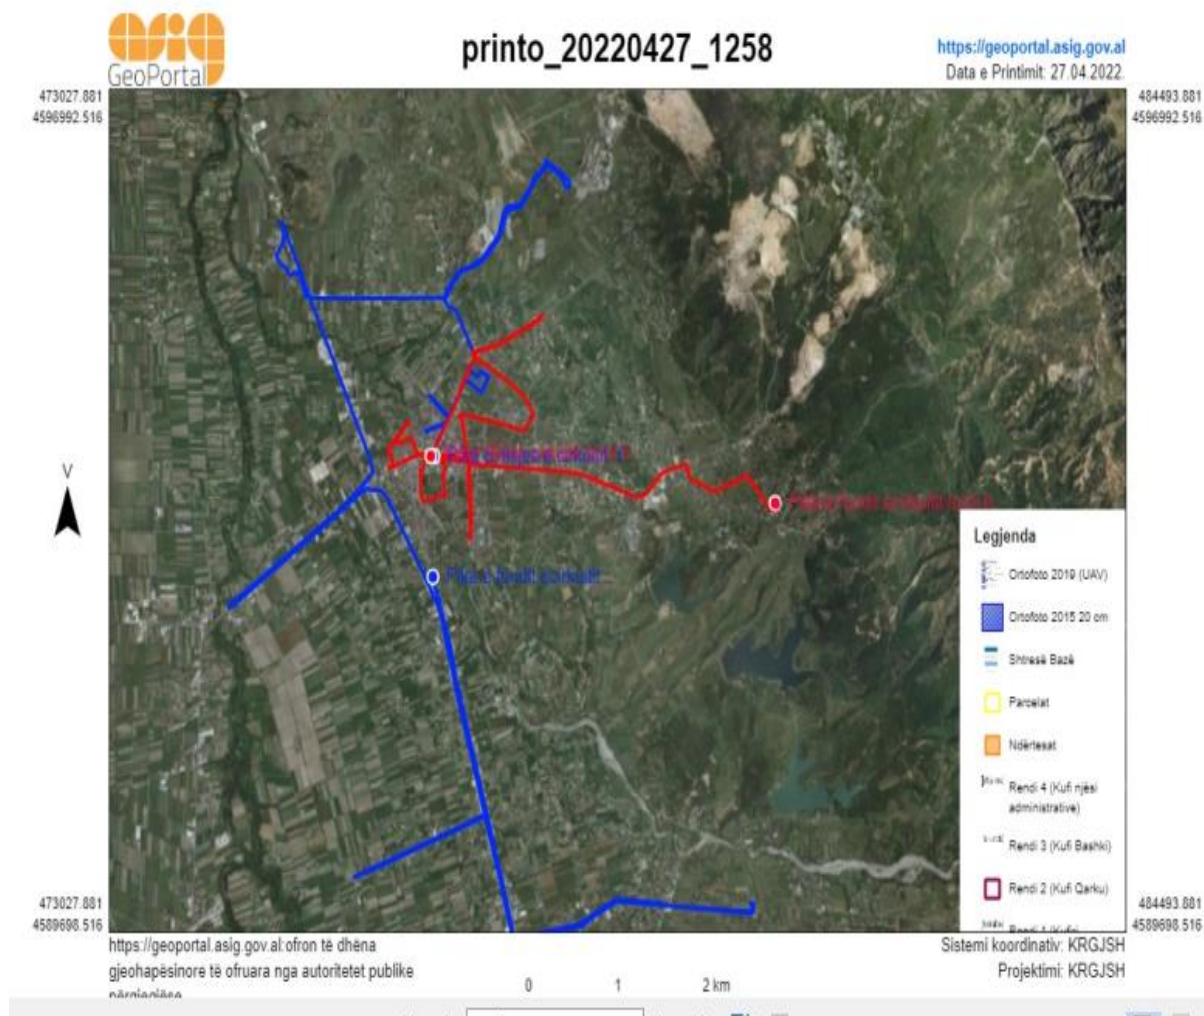 asig
GeoPortal
printo_20220427_1258
https://geoportal.asig.gov.al
Data e Printimit: 27.04.2022
473027.881
4596992.516
484493.881
4596992.516
V
Pika e fundit qarkullit
Legjenda
Ortofoto 2019 (UAV)
Ortofoto 2015 20 cm
Shtresë Bazë
Parcelat
Ndërtesat
Rendi 4 (Kufi njësi
administrative)
Rendi 3 (Kufi Bashki)
Rendi 2 (Kufi Qarku)
473027.881
4589698.516
484493.881
4589698.516
https://geoportal.asig.gov.al:ofron të dhëna
gjeohapësinore të ofruara nga autoritetet publike
Sistemi koordinativ: KRGJSH
Projektimi: KRGJSH
0 1 2 km